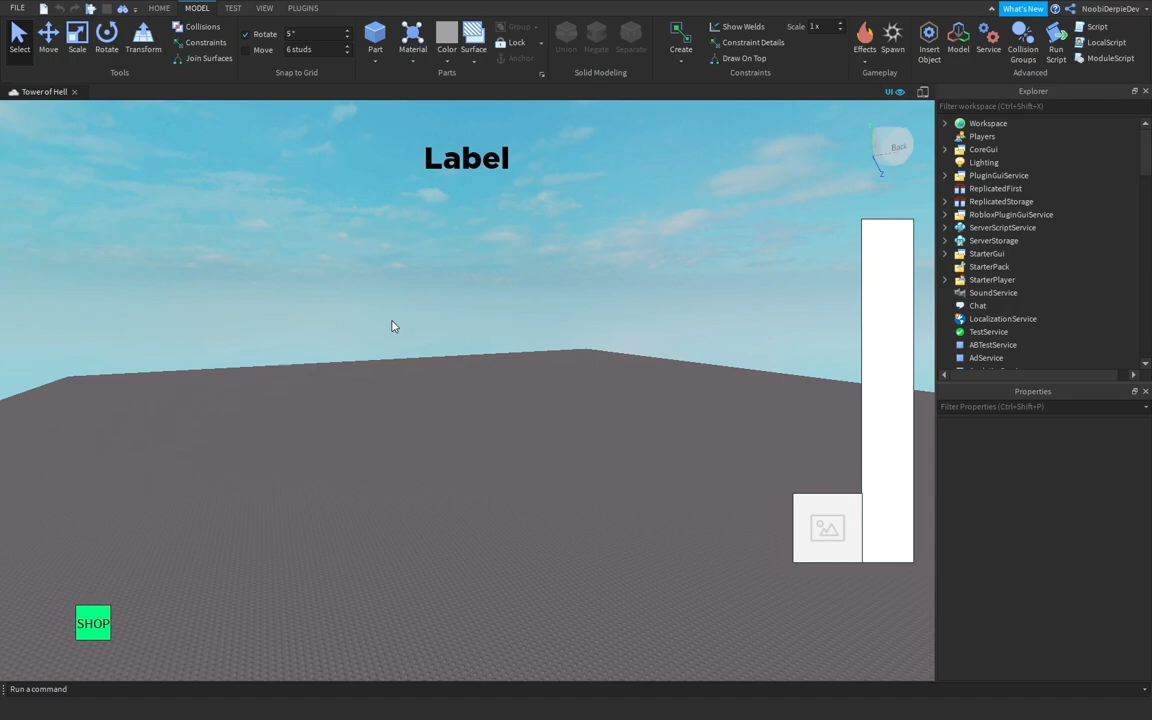 FILE HOME MODEL TEST VIEW PLUGINS What's New NoobiDerpieDev
Select Move Scale Rotate Transform
Collisions
Constraints
Join Surfaces
Tools
Rotate 5°
Move 6 studs
Snap to Grid
Part Material Color Surface
Group
Lock
Anchor
Parts
Union Negate Separate
Solid Modeling
Create
Show Welds Scale 1 x
Constraint Details
Draw On Top
Constraints
Effects Spawn
Gameplay
Insert Object
Model
Service
Collision Groups
Run Script
Script
LocalScript
ModuleScript
Advanced
Tower of Hell
UI
Label
Back
Z
SHOP
Explorer
Filter workspace (Ctrl+Shift+X)
Workspace
Players
CoreGui
Lighting
PluginGuiService
ReplicatedFirst
ReplicatedStorage
RobloxPluginGuiService
ServerScriptService
ServerStorage
StarterGui
StarterPack
StarterPlayer
SoundService
Chat
LocalizationService
TestService
ABTestService
AdService
Properties
Filter Properties (Ctrl+Shift+P)
Run a command